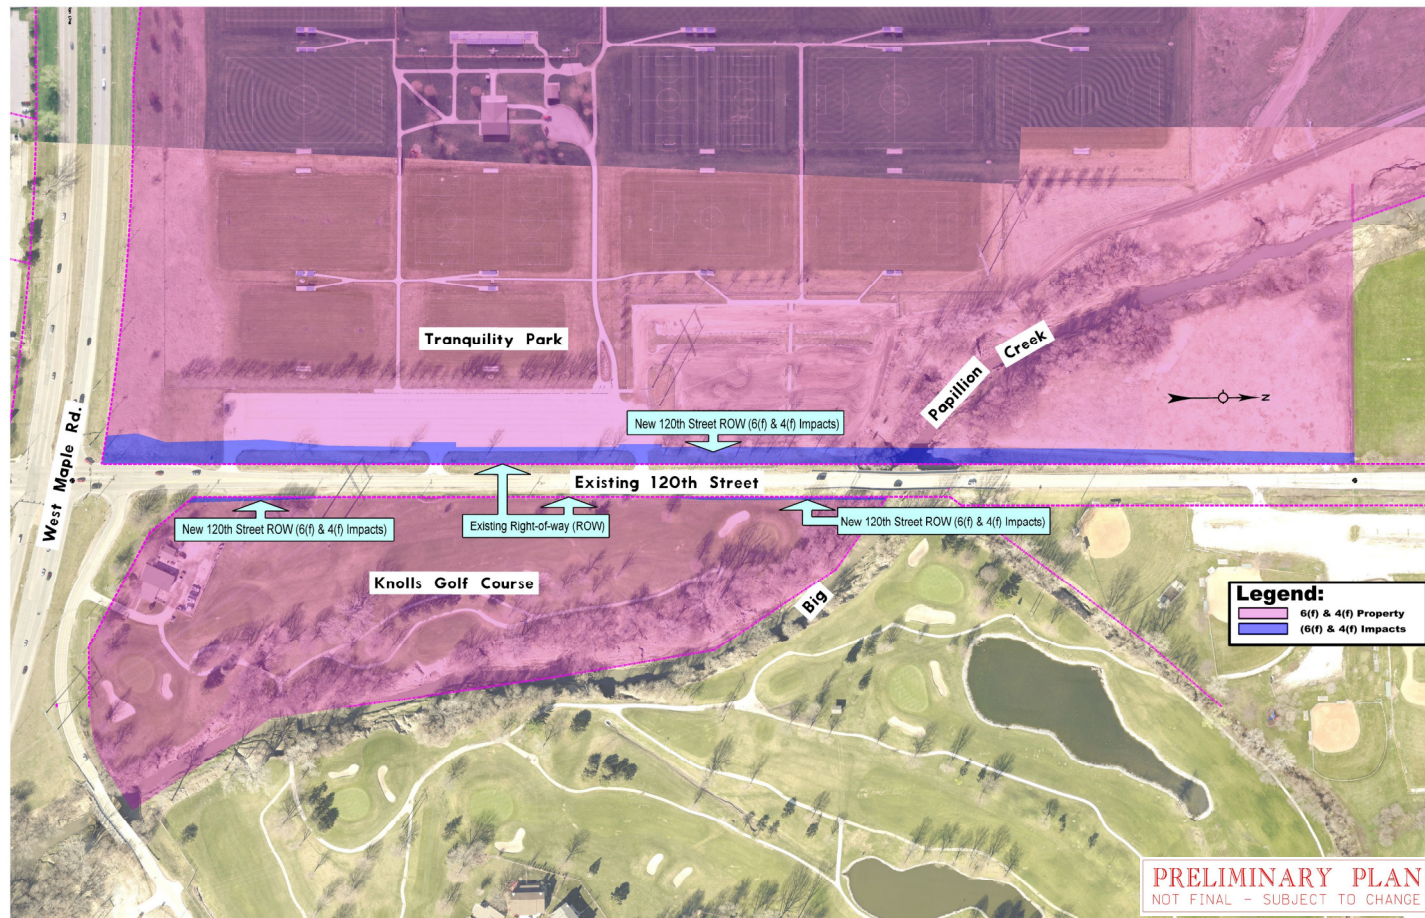 Tranquility Park
Papillion
Creek
N
West Maple Rd.
New 120th Street ROW (6(f) & 4(f) Impacts)
Existing 120th Street
New 120th Street ROW (6(f) & 4(f) Impacts)
Existing Right-of-way (ROW)
New 120th Street ROW (6(f) & 4(f) Impacts)
Knolls Golf Course
Big
Legend:
6(f) & 4(f) Property
(6(f) & 4(f) Impacts
PRELIMINARY PLAN
NOT FINAL - SUBJECT TO CHANGE